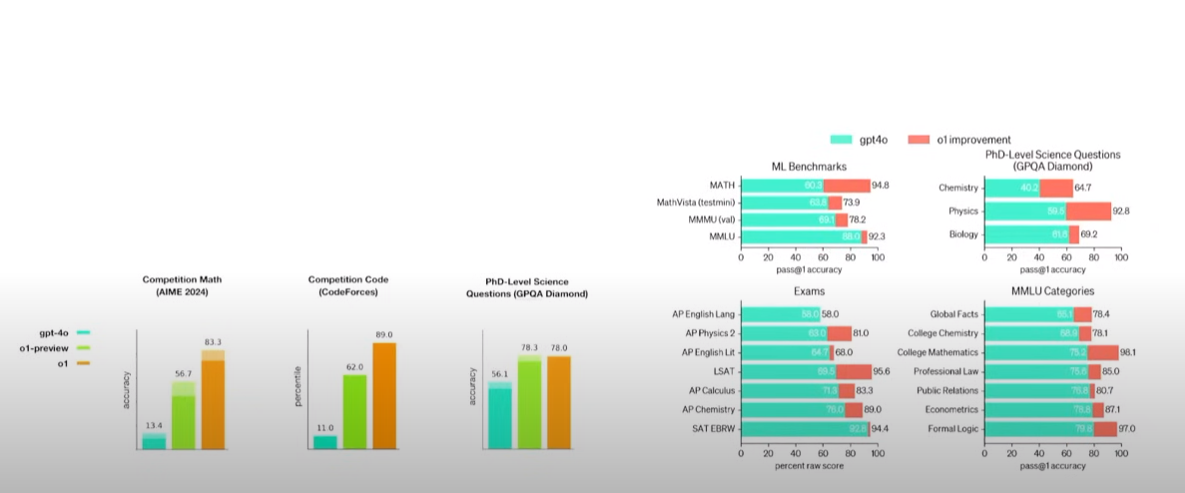 Competition Math
(AIME 2024)
gpt-4o
o1-preview
o1
accuracy
13.4
56.7
83.3
Competition Code
(CodeForces)
percentile
11.0
62.0
89.0
PhD-Level Science
Questions (GPQA Diamond)
accuracy
56.1
78.3
78.0
gpt4o
o1 improvement
ML Benchmarks
MATH 60.3 94.8
MathVista (testmini) 63.8 73.9
MMMU (val) 69.1 78.2
MMLU 88.0 92.3
0 20 40 60 80 100
pass@1 accuracy
PhD-Level Science Questions
(GPQA Diamond)
Chemistry 40.2 64.7
Physics 59.5 92.8
Biology 61.6 69.2
0 20 40 60 80 100
pass@1 accuracy
Exams
AP English Lang 58.0 58.0
AP Physics 2 63.0 81.0
AP English Lit 64.7 68.0
LSAT 69.5 95.6
AP Calculus 71.3 83.3
AP Chemistry 76.0 89.0
SAT EBRW 92.8 94.4
0 20 40 60 80 100
percent raw score
MMLU Categories
Global Facts 78.4
College Chemistry 68.9 78.1
College Mathematics 75.2 98.1
Professional Law 75.6 85.0
Public Relations 76.8 80.7
Econometrics 78.8 87.1
Formal Logic 79.8 97.0
0 20 40 60 80 100
pass@1 accuracy